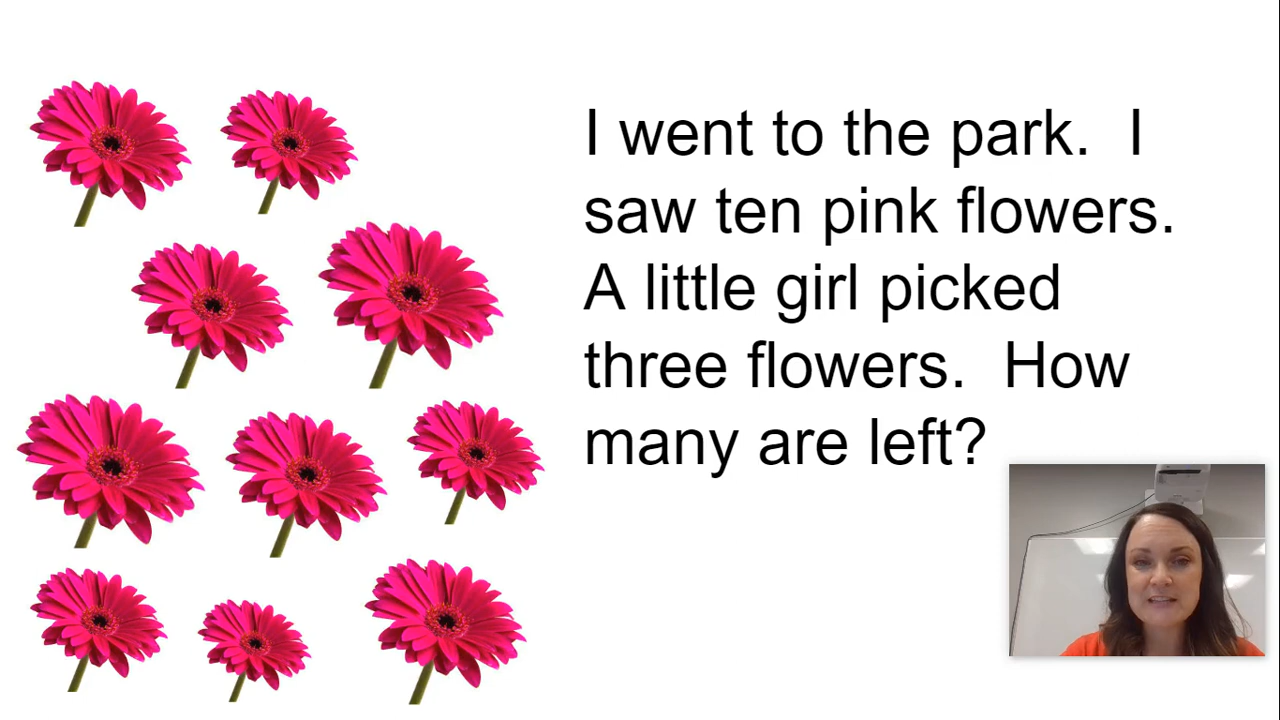 I went to the park.  I
saw ten pink flowers.
A little girl picked
three flowers.  How
many are left?